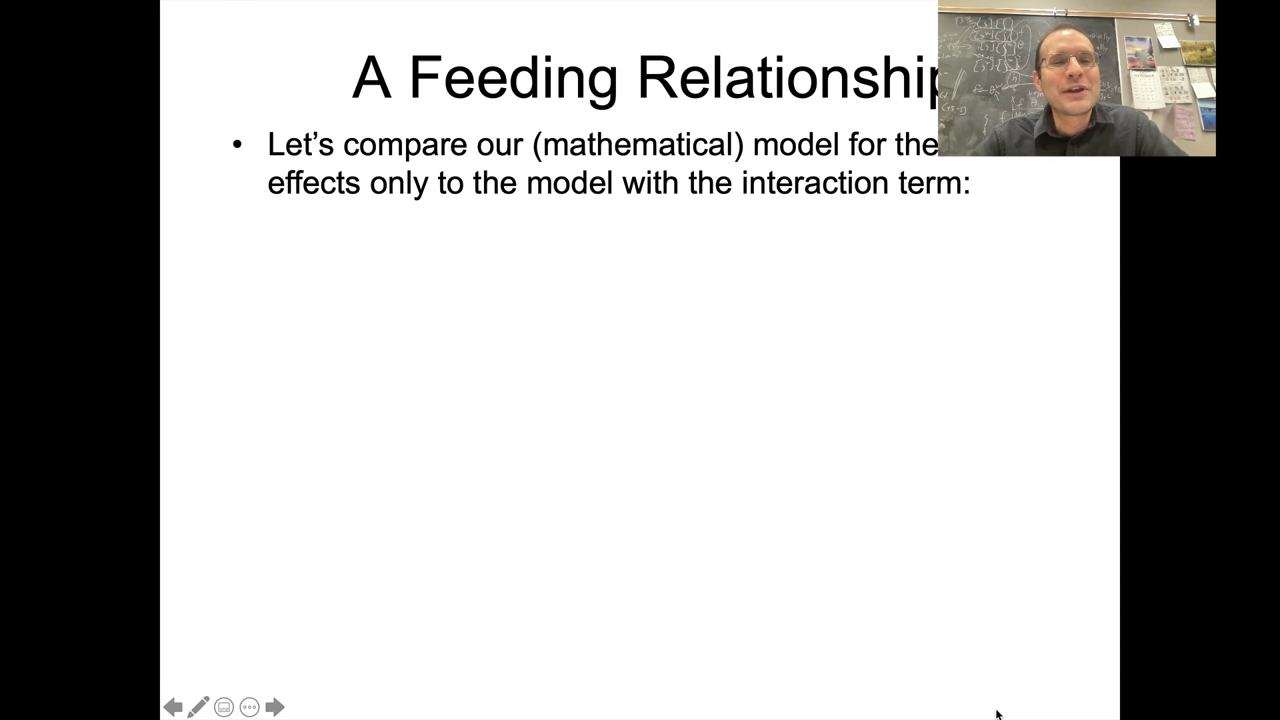 A Feeding Relationship
• Let’s compare our (mathematical) model for the
effects only to the model with the interaction term: